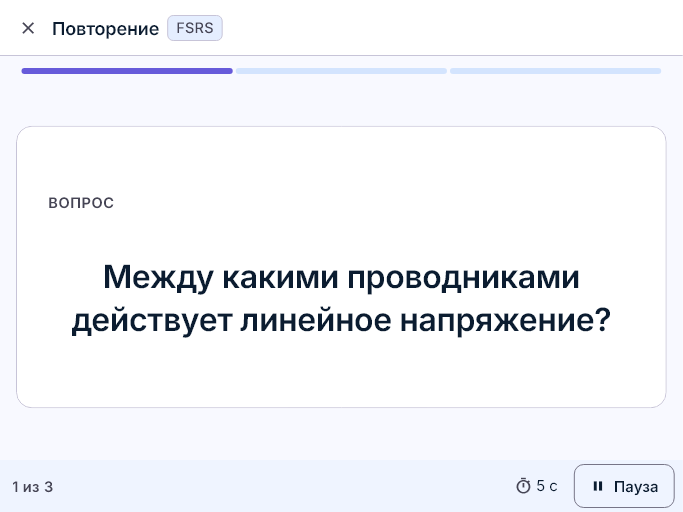 Повторение FSRS
ВОПРОС
Между какими проводниками
действует линейное напряжение?
1 из 3
5 с
Пауза